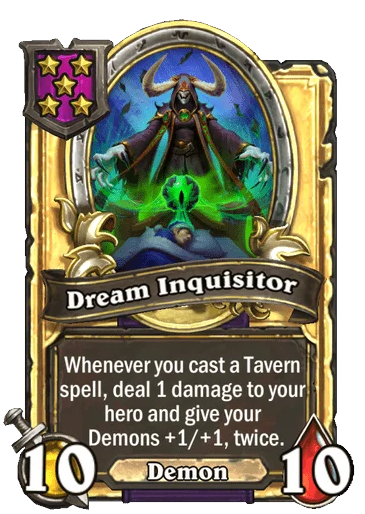 Dream Inquisitor
Whenever you cast a Tavern
spell, deal 1 damage to your
hero and give your
Demons +1/+1, twice.
10
Demon
10